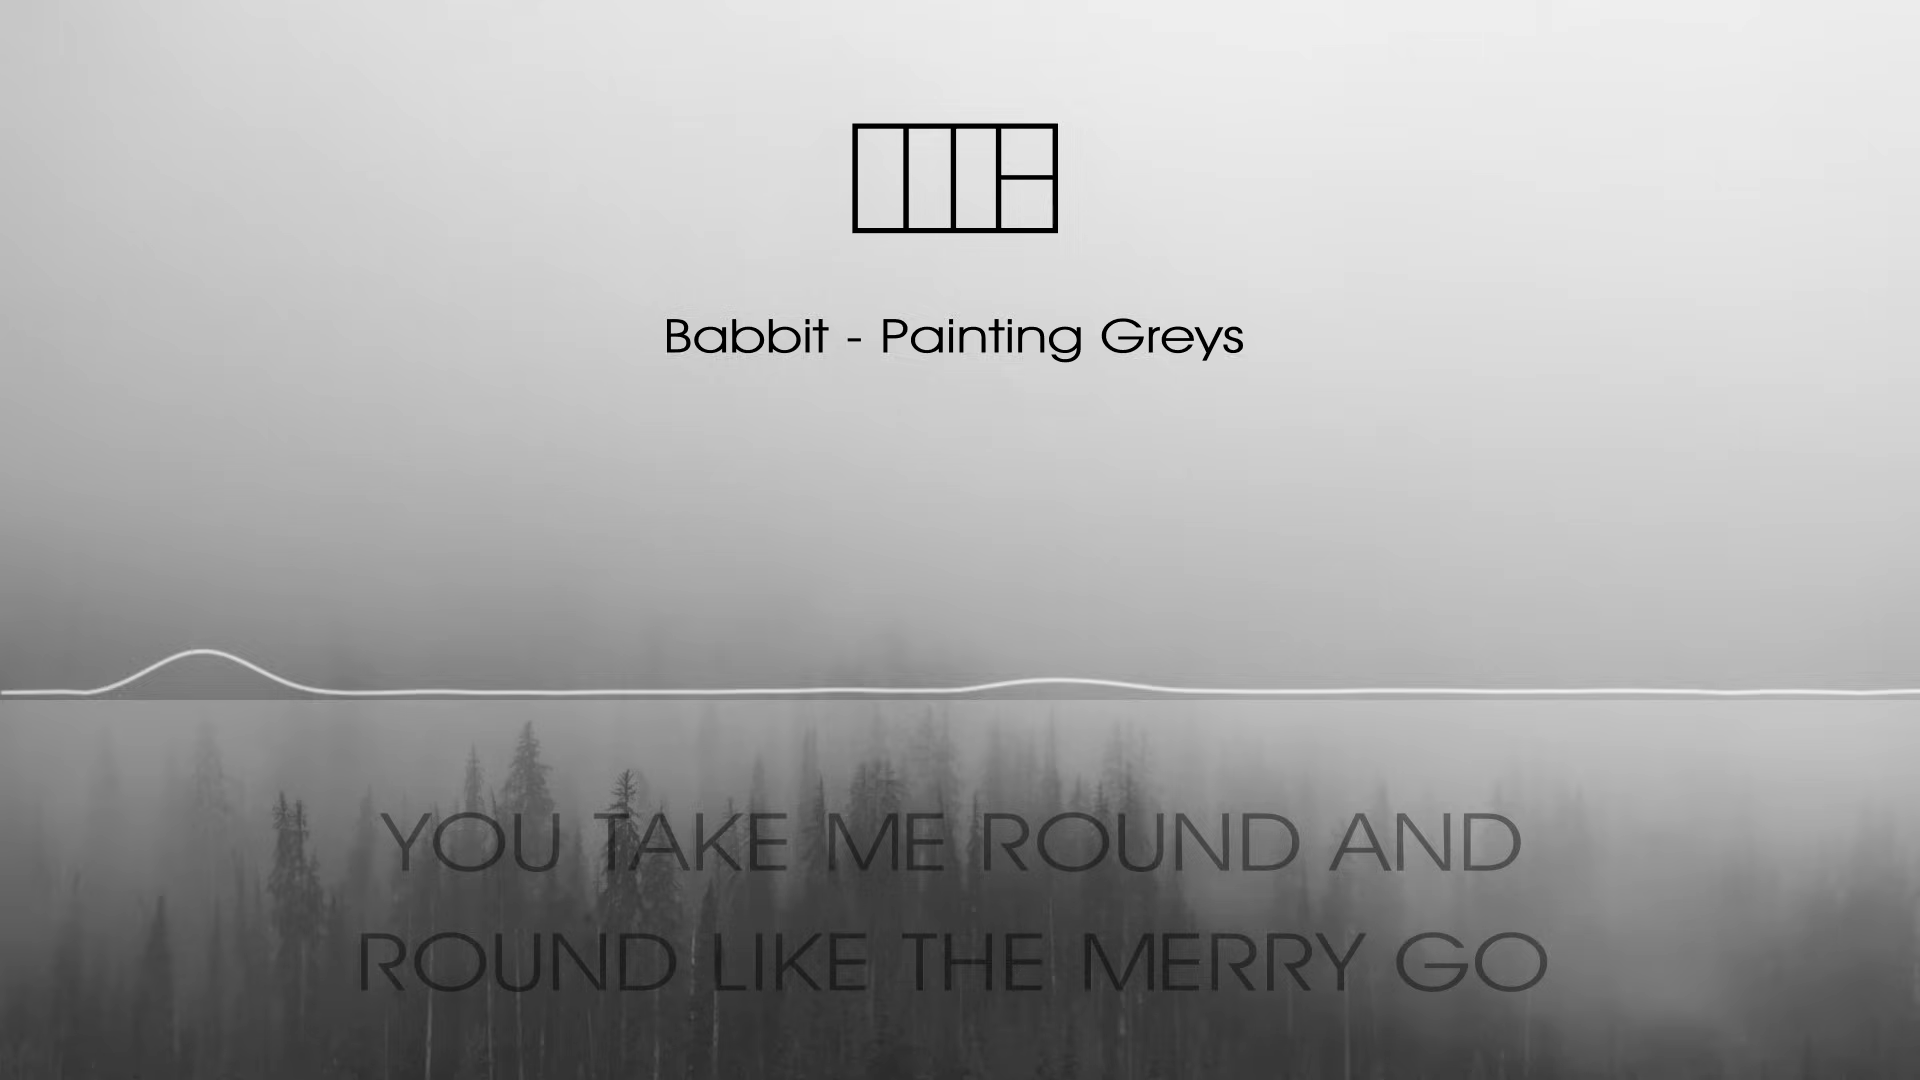 Babbit - Painting Greys
YOU TAKE ME ROUND AND
ROUND LIKE THE MERRY GO